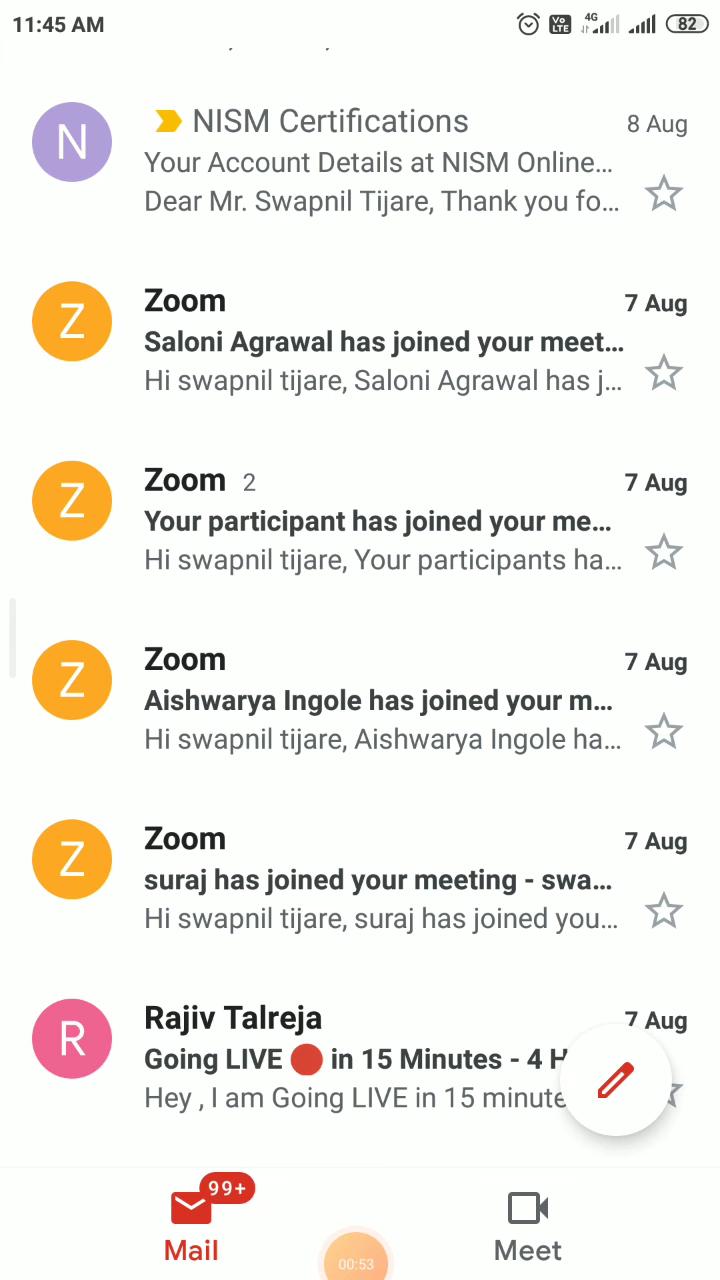 11:45 AM
Vo LTE 4G 82
N
NISM Certifications
8 Aug
Your Account Details at NISM Online...
Dear Mr. Swapnil Tijare, Thank you fo...
Z
Zoom
7 Aug
Saloni Agrawal has joined your meet...
Hi swapnil tijare, Saloni Agrawal has j...
Z
Zoom 2
7 Aug
Your participant has joined your me...
Hi swapnil tijare, Your participants ha...
Z
Zoom
7 Aug
Aishwarya Ingole has joined your m...
Hi swapnil tijare, Aishwarya Ingole ha...
Z
Zoom
7 Aug
suraj has joined your meeting - swa...
Hi swapnil tijare, suraj has joined you...
R
Rajiv Talreja
7 Aug
Going LIVE 🔴 in 15 Minutes - 4 H
Hey , I am Going LIVE in 15 minute
99+
Mail
00:53
Meet